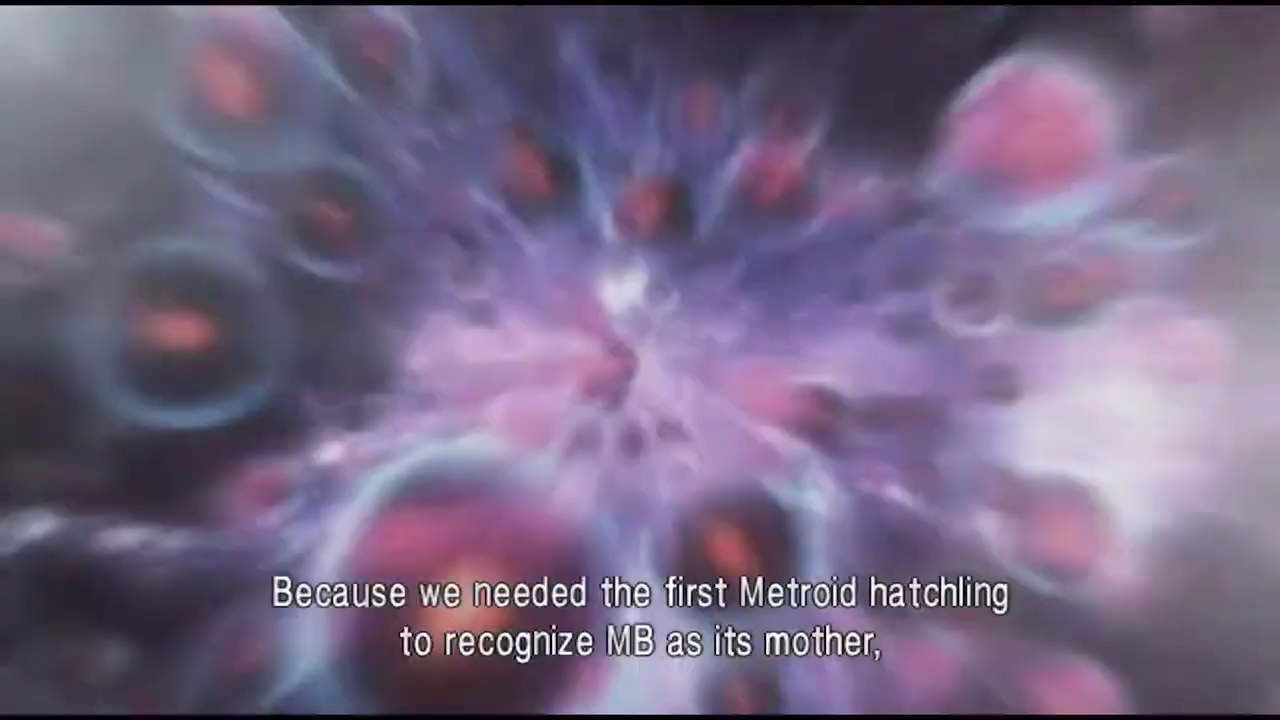 Because we needed the first Metroid hatchling
to recognize MB as its mother,